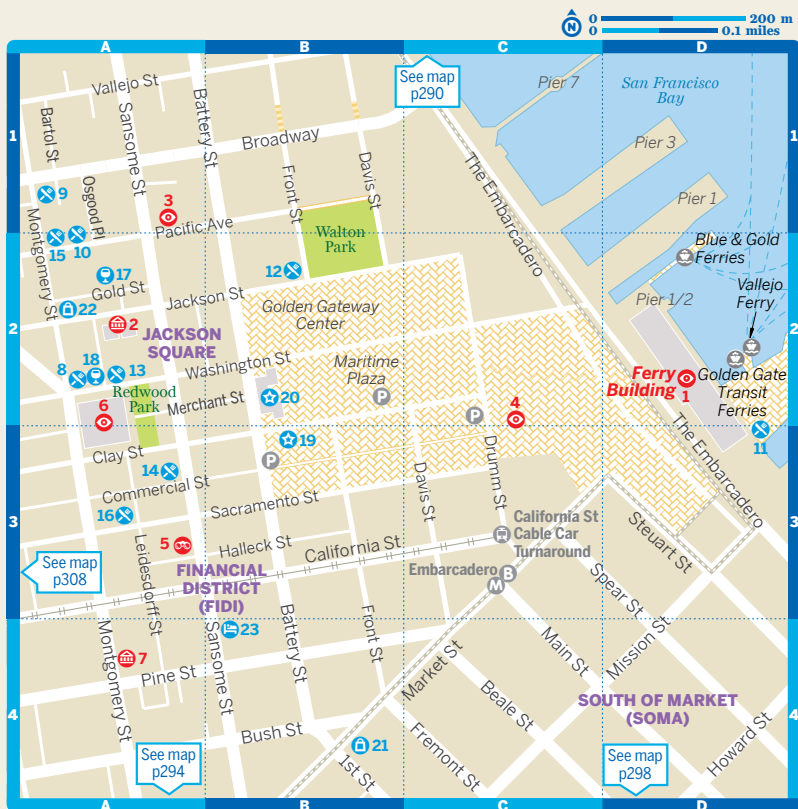 0 200 m
N
0 0.1 miles
A B C D
See map
p290
Vallejo St
Pier 7
San Francisco
Bay
Bartol St
Sansome St
Battery St
1
1
Broadway
Pier 3
Davis St
The Embarcadero
Front St
Osgood Pl
9
3
Pier 1
Montgomery St
Pacific Ave
Walton
Park
15
10
Blue & Gold
Ferries
12
17
Gold St
Vallejo
Ferry
Jackson St
Pier 1/2
22
Golden Gateway
Center
2
2
2
JACKSON
SQUARE
Washington St
Maritime
Plaza
8
18
13
Ferry
Building
1
Golden Gate
Transit
Ferries
Redwood
Park
Merchant St
20
6
P
4
P
11
19
The Embarcadero
Clay St
P
14
Davis St
Drumm St
Commercial St
Sacramento St
16
3
3
California St
Cable Car
Turnaround
Steuart St
5
Halleck St
California St
See map
p308
Leidesdorff St
FINANCIAL
DISTRICT
(FIDI)
Embarcadero
B
M
Spear St
23
Sansome St
Battery St
Front St
Main St
Mission St
7
Montgomery St
Pine St
Market St
Beale St
SOUTH OF MARKET
(SOMA)
4
4
Bush St
21
Fremont St
Howard St
See map
p294
1st St
See map
p298
A B C D